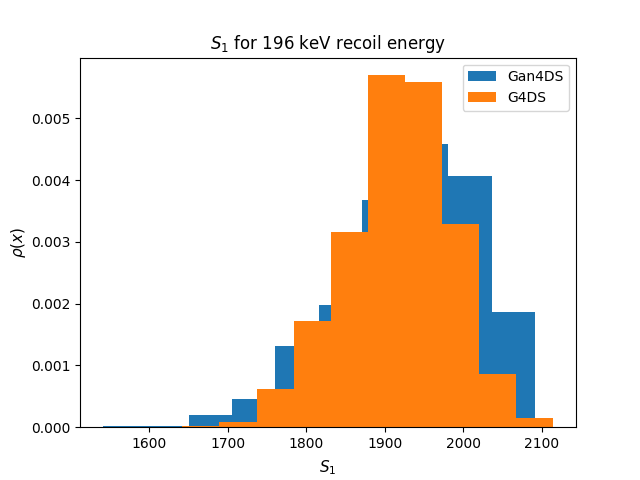 S₁ for 196 keV recoil energy
Gan4DS
G4DS
ρ(x)
0.005
0.004
0.003
0.002
0.001
0.000
1600 1700 1800 1900 2000 2100
S₁